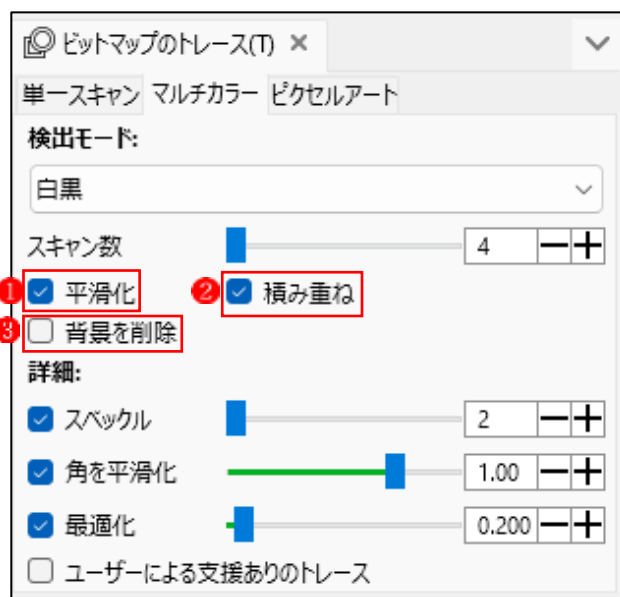 ビットマップのトレース(T)
単一スキャン マルチカラー ピクセルアート
検出モード:
白黒
スキャン数 4
1 平滑化 2 積み重ね
3 背景を削除
詳細:
スペックル 2
角を平滑化 1.00
最適化 0.200
ユーザーによる支援ありのトレース